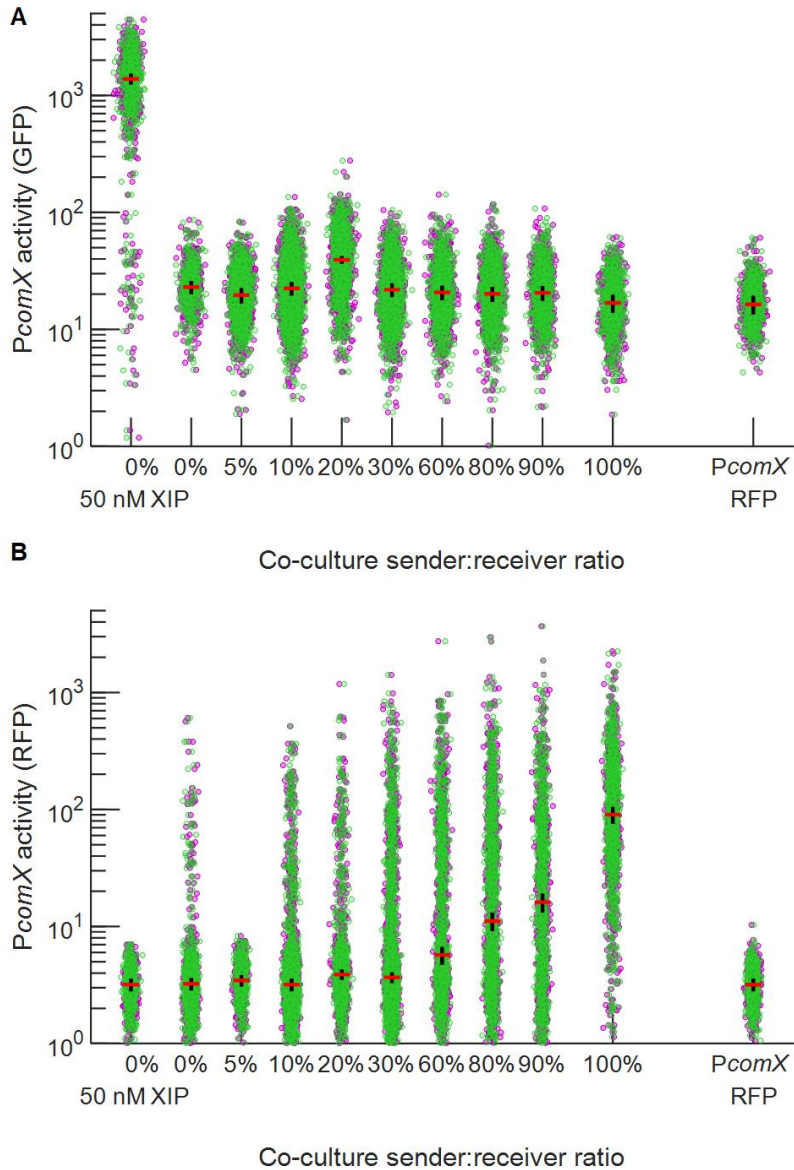 A
PcomX activity (GFP)
10³
10²
10¹
10⁰
0% 0% 5% 10% 20% 30% 60% 80% 90% 100% PcomX
50 nM XIP RFP
Co-culture sender:receiver ratio
B
PcomX activity (RFP)
10³
10²
10¹
10⁰
0% 0% 5% 10% 20% 30% 60% 80% 90% 100% PcomX
50 nM XIP RFP
Co-culture sender:receiver ratio